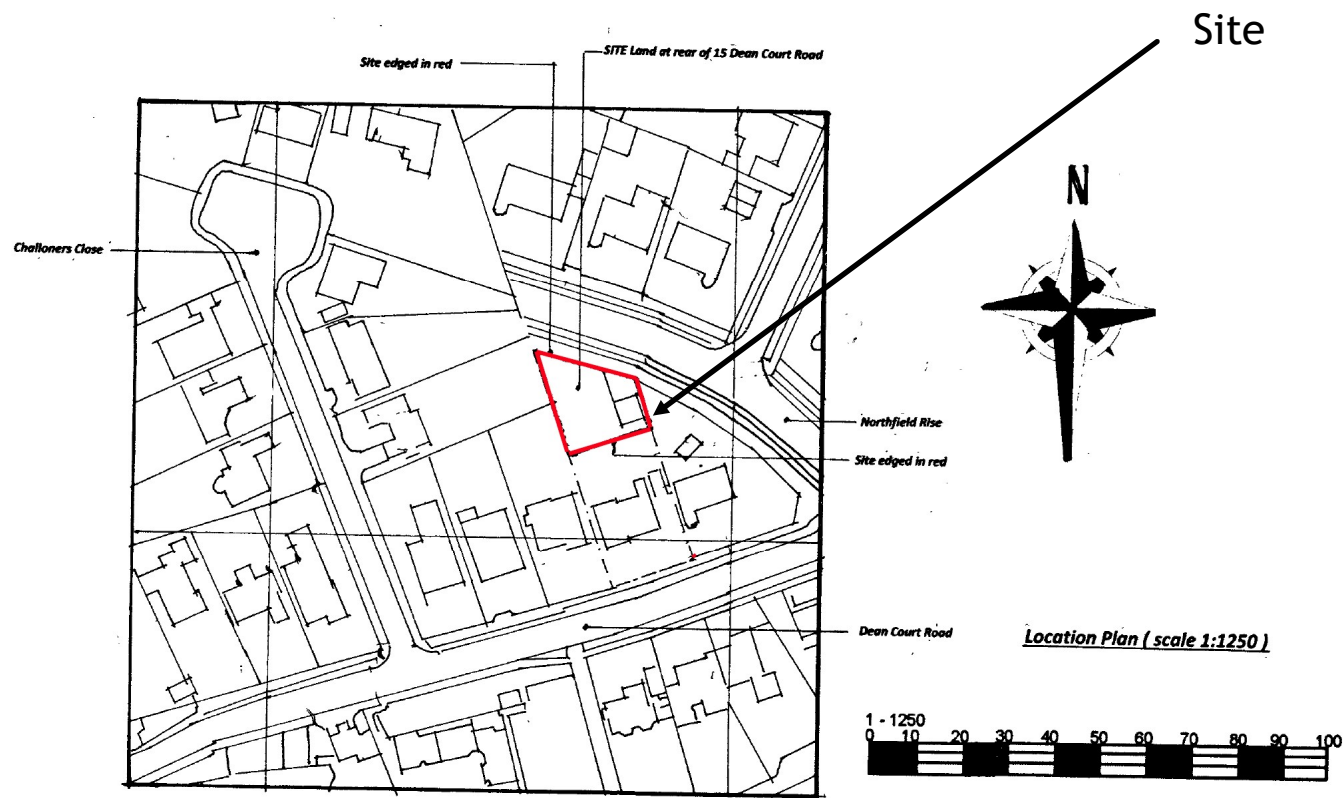 Site
SITE Land at rear of 15 Dean Court Road
Site edged in red
N
Challoners Close
Northfield Rise
Site edged in red
Dean Court Road
Location Plan ( scale 1:1250 )
1 - 1250
0 10 20 30 40 50 60 70 80 90 100